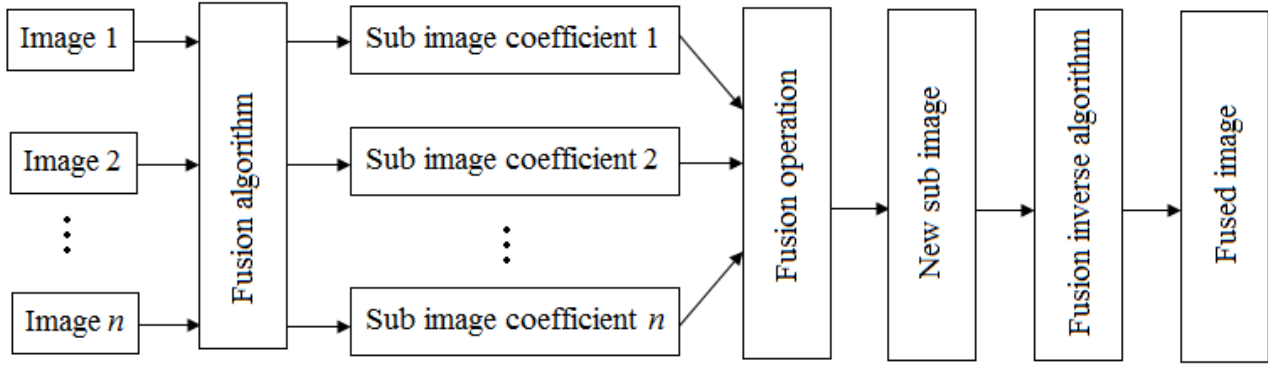 Image 1
Image 2
Image n
Fusion algorithm
Sub image coefficient 1
Sub image coefficient 2
Sub image coefficient n
Fusion operation
New sub image
Fusion inverse algorithm
Fused image